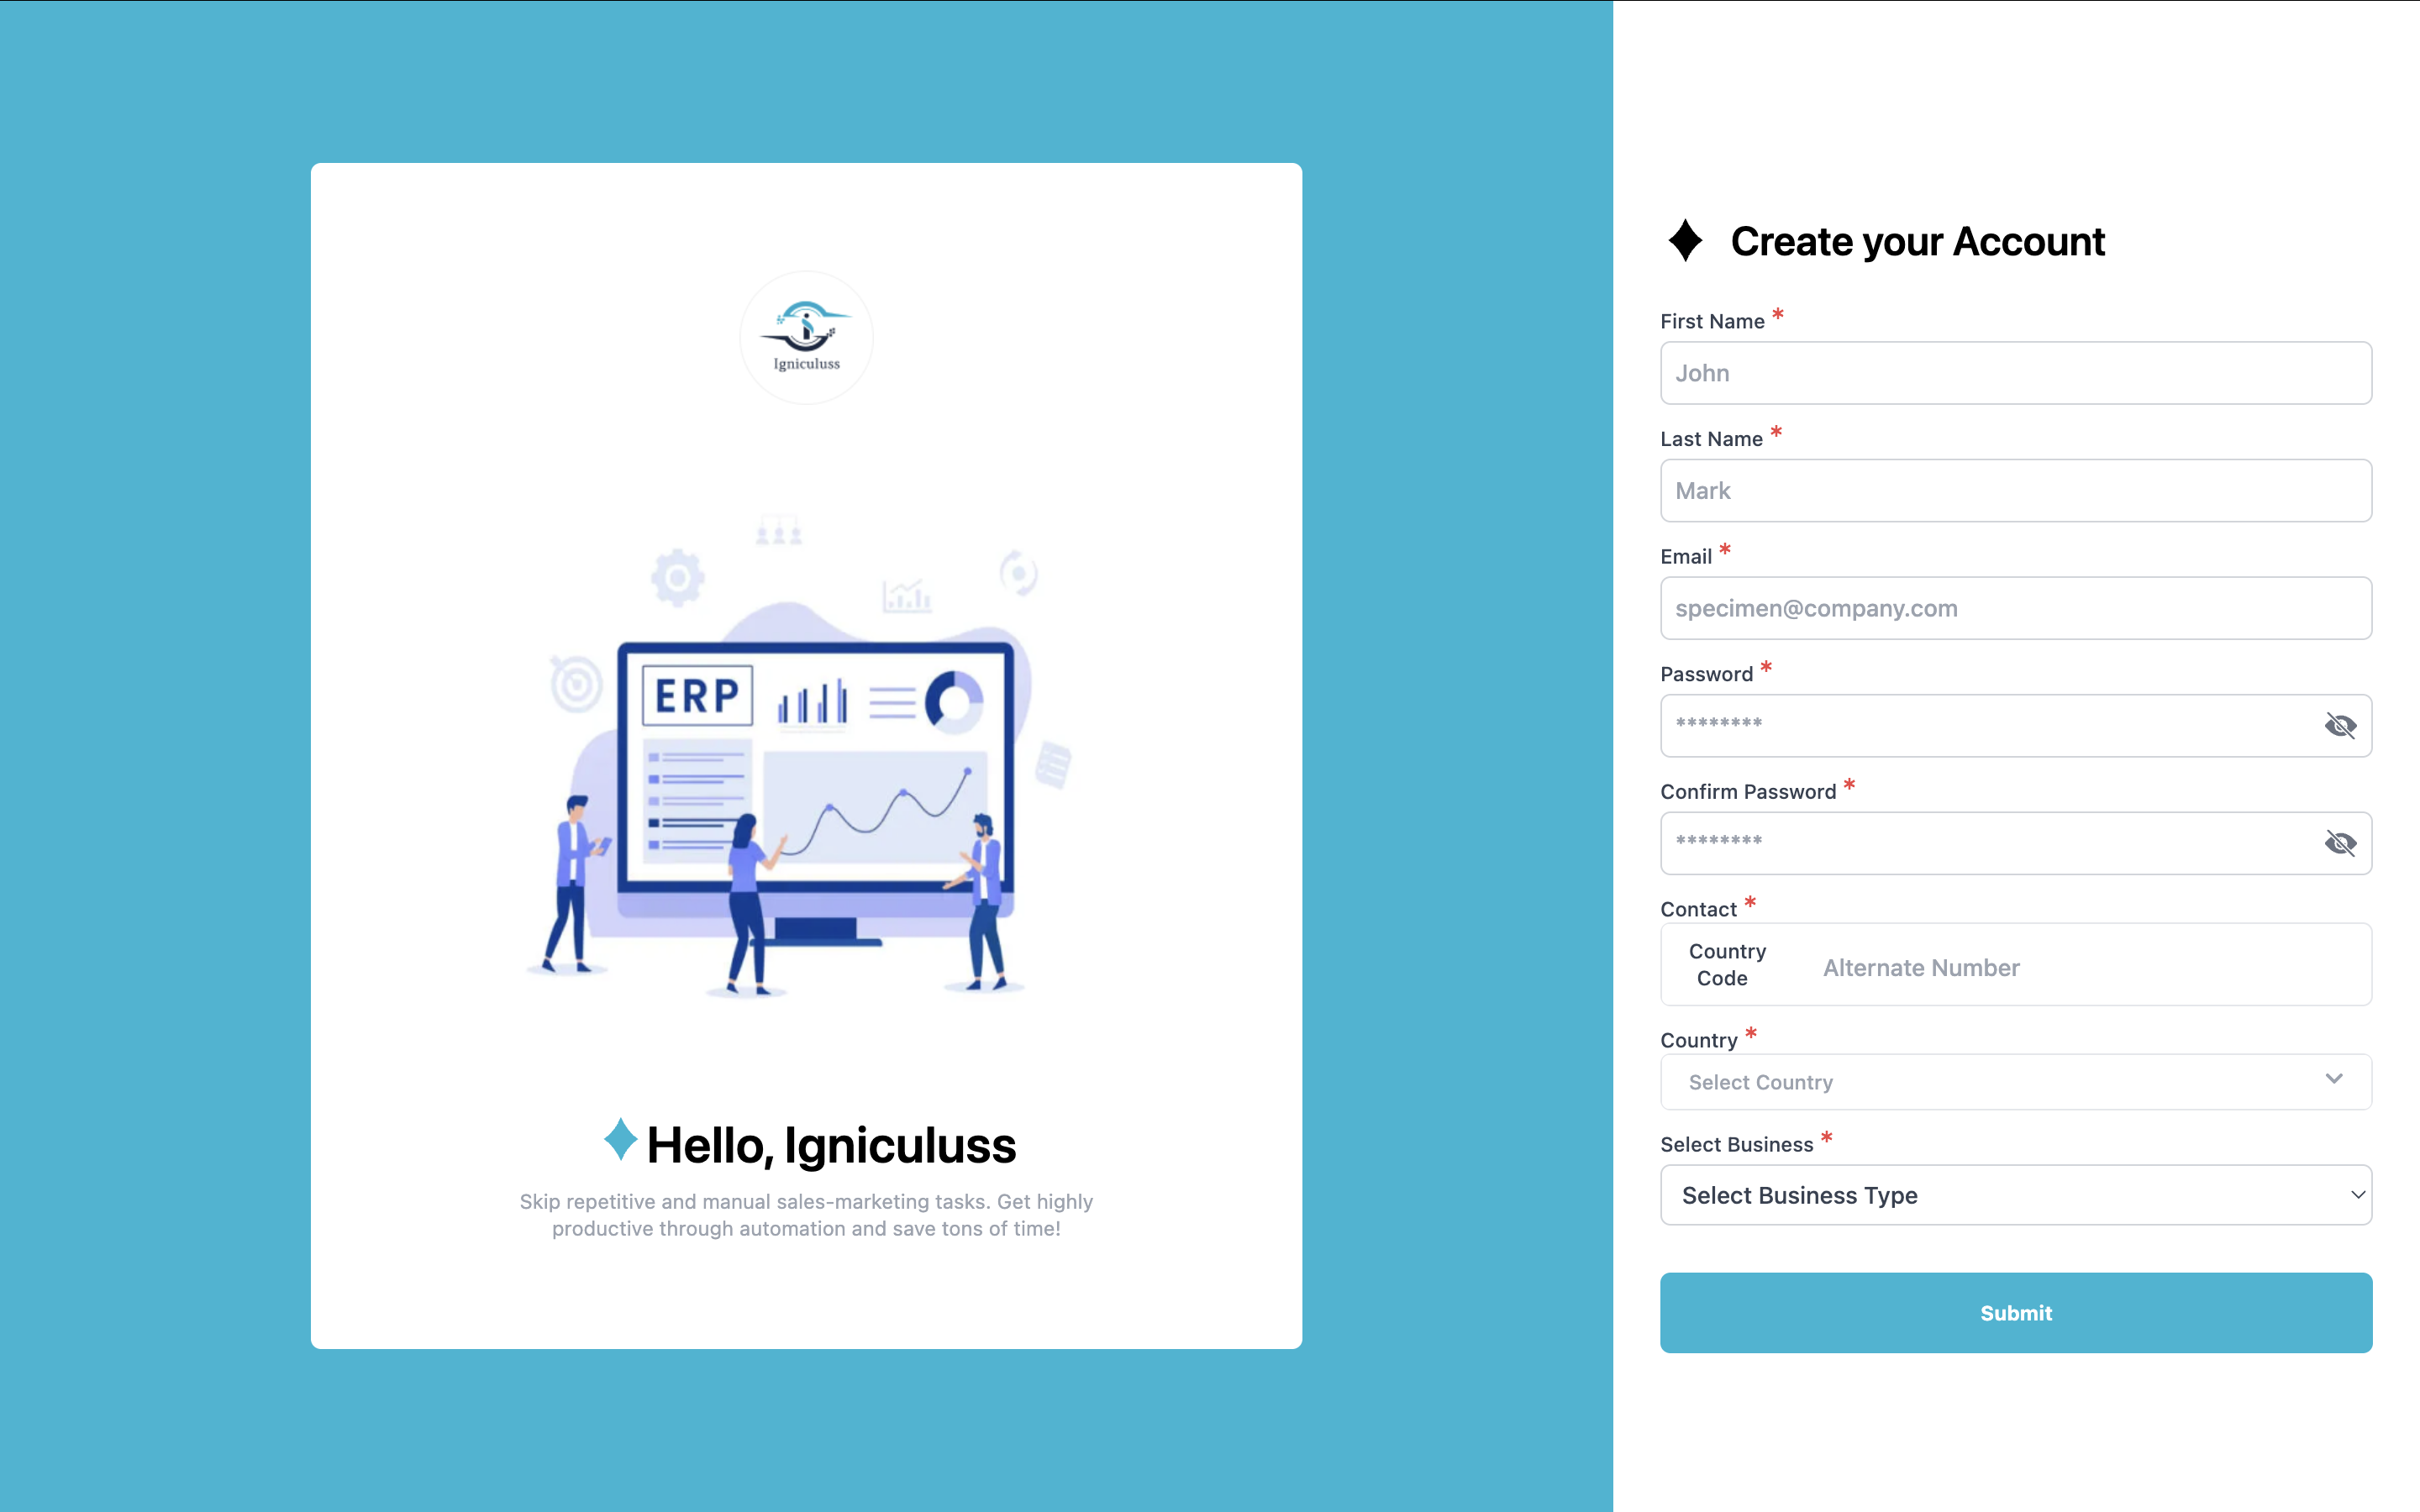 Igniculuss
ERP
Hello, Igniculuss
Skip repetitive and manual sales-marketing tasks. Get highly
productive through automation and save tons of time!
Create your Account
First Name *
John
Last Name *
Mark
Email *
specimen@company.com
Password *
********
Confirm Password *
********
Contact *
Country
Code
Alternate Number
Country *
Select Country
Select Business *
Select Business Type
Submit